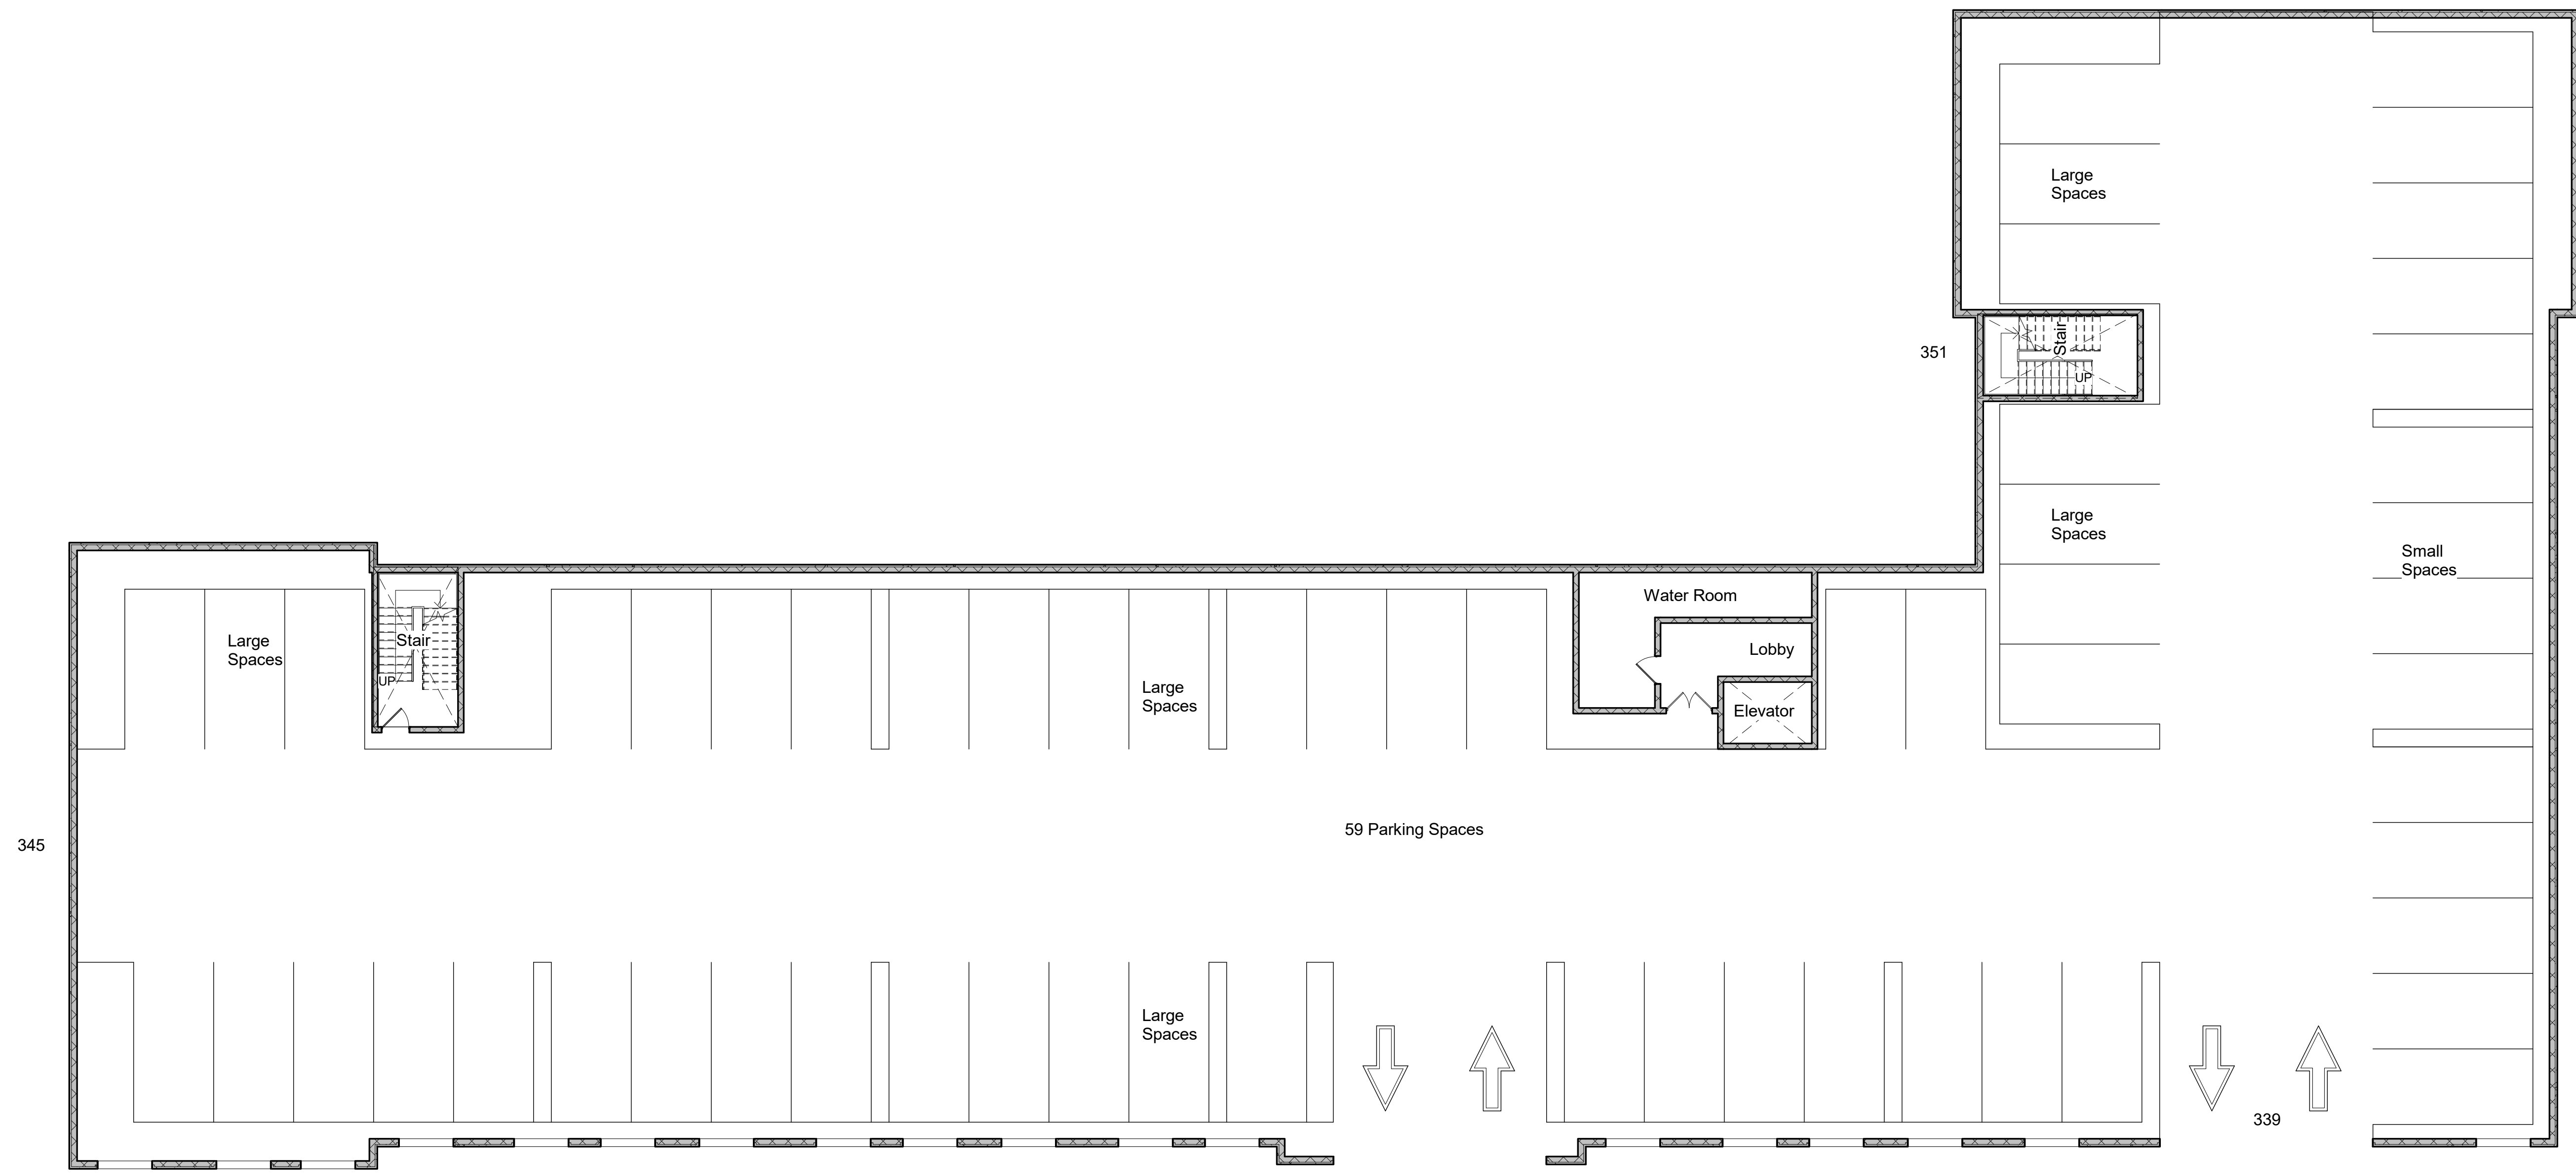 Large
Spaces
Stair
351
UP
Large
Spaces
Small
Spaces
Water Room
Large
Spaces
Stair
Lobby
UP
Large
Spaces
Elevator
59 Parking Spaces
345
Large
Spaces
339